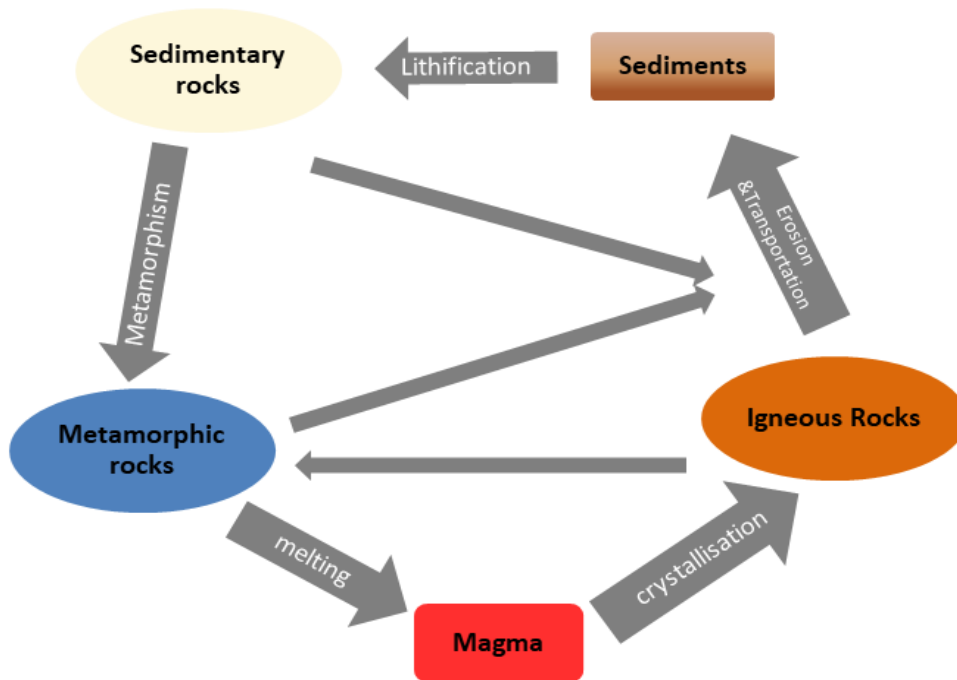 Sedimentary
rocks
Lithification
Sediments
Metamorphism
Erosion
&Transportation
Metamorphic
rocks
Igneous Rocks
melting
crystallisation
Magma